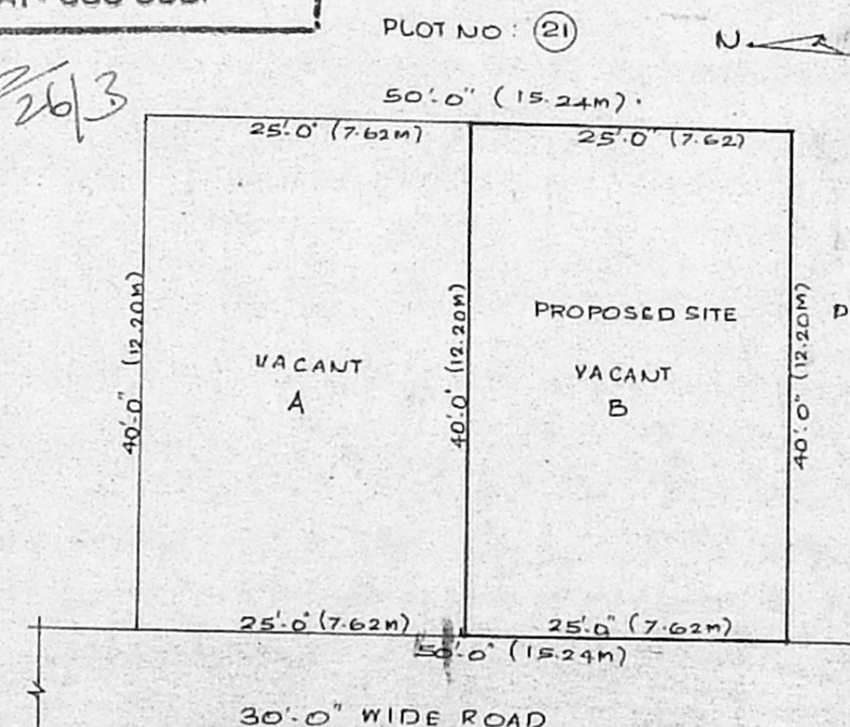 PLOT NO: 21
N
26/3
50'-0" (15.24M).
25'-0" (7.62M)
25'-0" (7.62)
40'-0" (12.20M)
40'-0" (12.20M)
40'-0" (12.20M)
PROPOSED SITE
VACANT
A
VACANT
B
25'-0" (7.62M)
25'-0" (7.62M)
50'-0" (15.24M)
30'-0" WIDE ROAD